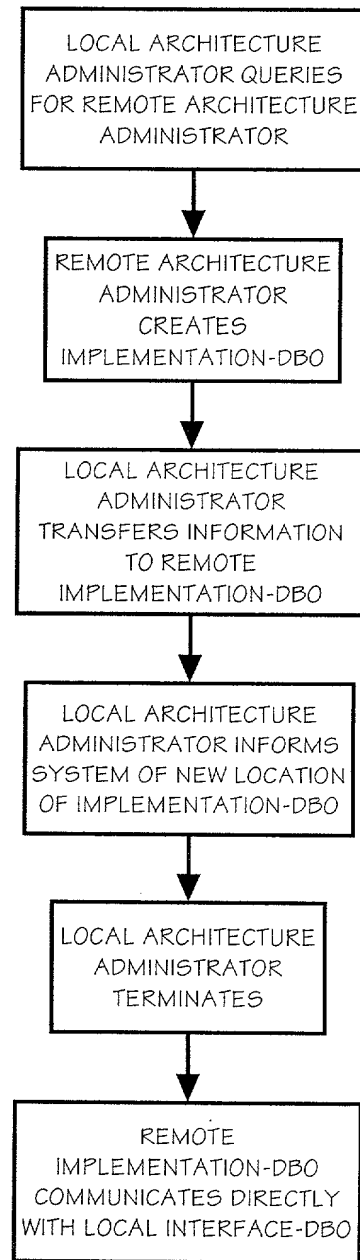 LOCAL ARCHITECTURE
ADMINISTRATOR QUERIES
FOR REMOTE ARCHITECTURE
ADMINISTRATOR
REMOTE ARCHITECTURE
ADMINISTRATOR
CREATES
IMPLEMENTATION-DBO
LOCAL ARCHITECTURE
ADMINISTRATOR
TRANSFERS INFORMATION
TO REMOTE
IMPLEMENTATION-DBO
LOCAL ARCHITECTURE
ADMINISTRATOR INFORMS
SYSTEM OF NEW LOCATION
OF IMPLEMENTATION-DBO
LOCAL ARCHITECTURE
ADMINISTRATOR
TERMINATES
REMOTE
IMPLEMENTATION-DBO
COMMUNICATES DIRECTLY
WITH LOCAL INTERFACE-DBO